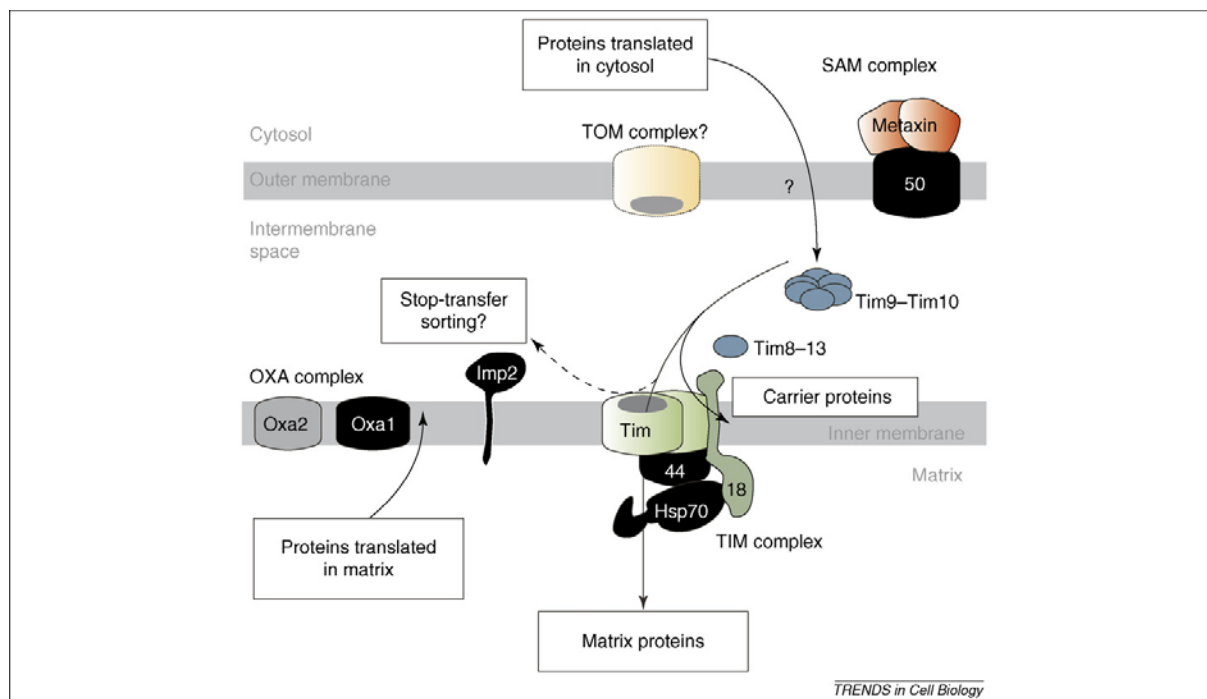 Proteins translated
in cytosol
SAM complex
Metaxin
50
Cytosol
TOM complex?
Outer membrane
?
Intermembrane
space
Tim9–Tim10
Stop-transfer
sorting?
Tim8–13
Imp2
OXA complex
Carrier proteins
Oxa2
Oxa1
Tim
Inner membrane
44
Matrix
18
Hsp70
TIM complex
Proteins translated
in matrix
Matrix proteins
TRENDS in Cell Biology